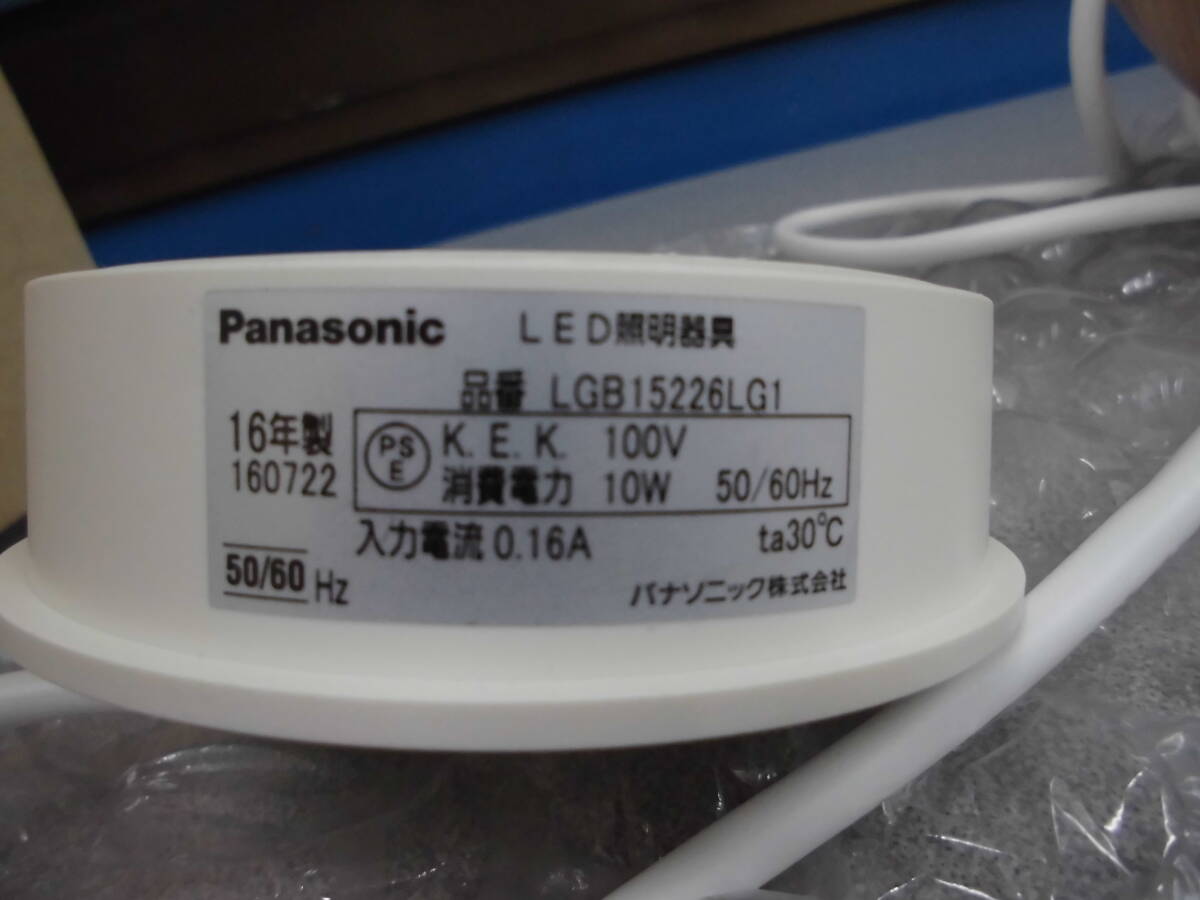 Panasonic LED照明器具
品番 LGB15226LG1
16年製
160722
PS
E
K.E.K. 100V
消費電力 10W 50/60Hz
入力電流 0.16A ta30℃
50/60 Hz
パナソニック株式会社